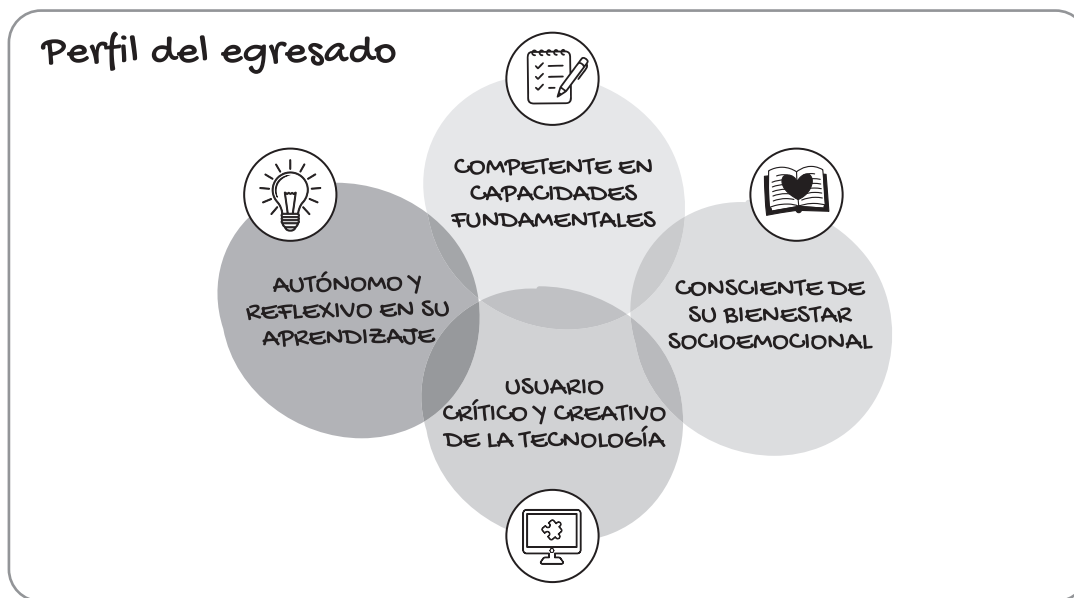 Perfil del egresado
COMPETENTE EN
CAPACIDADES
FUNDAMENTALES
AUTÓNOMO Y
REFLEXIVO EN SU
APRENDIZAJE
CONSCIENTE DE
SU BIENESTAR
SOCIOEMOCIONAL
USUARIO
CRÍTICO Y CREATIVO
DE LA TECNOLOGÍA